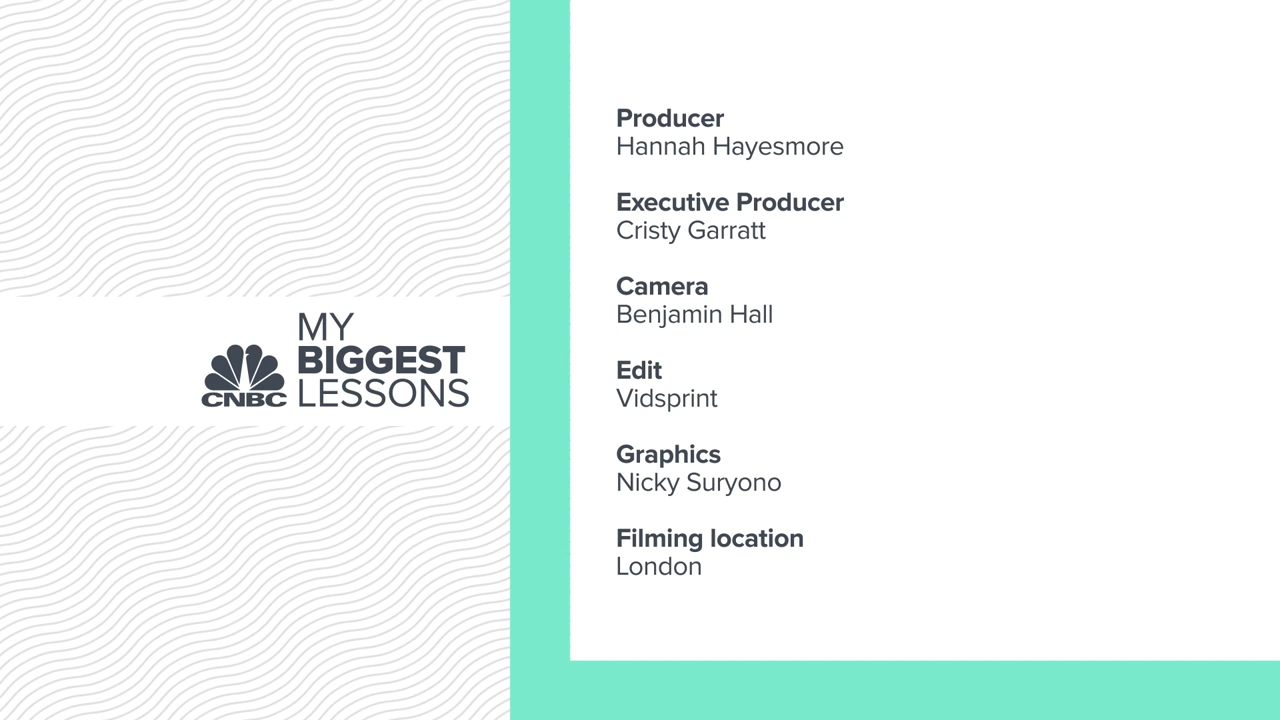 MY
BIGGEST
LESSONS
CNBC
Producer
Hannah Hayesmore
Executive Producer
Cristy Garratt
Camera
Benjamin Hall
Edit
Vidsprint
Graphics
Nicky Suryono
Filming location
London